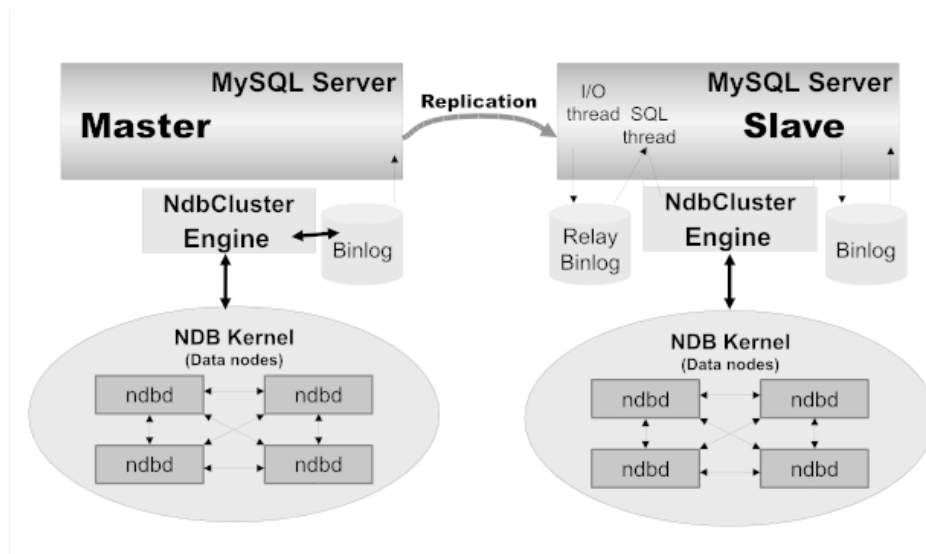 MySQL Server
Master
Replication
MySQL Server
I/O
thread
SQL
thread
Slave
NdbCluster
Engine
Binlog
Relay
Binlog
NdbCluster
Engine
Binlog
NDB Kernel
(Data nodes)
ndbd
ndbd
ndbd
ndbd
NDB Kernel
(Data nodes)
ndbd
ndbd
ndbd
ndbd